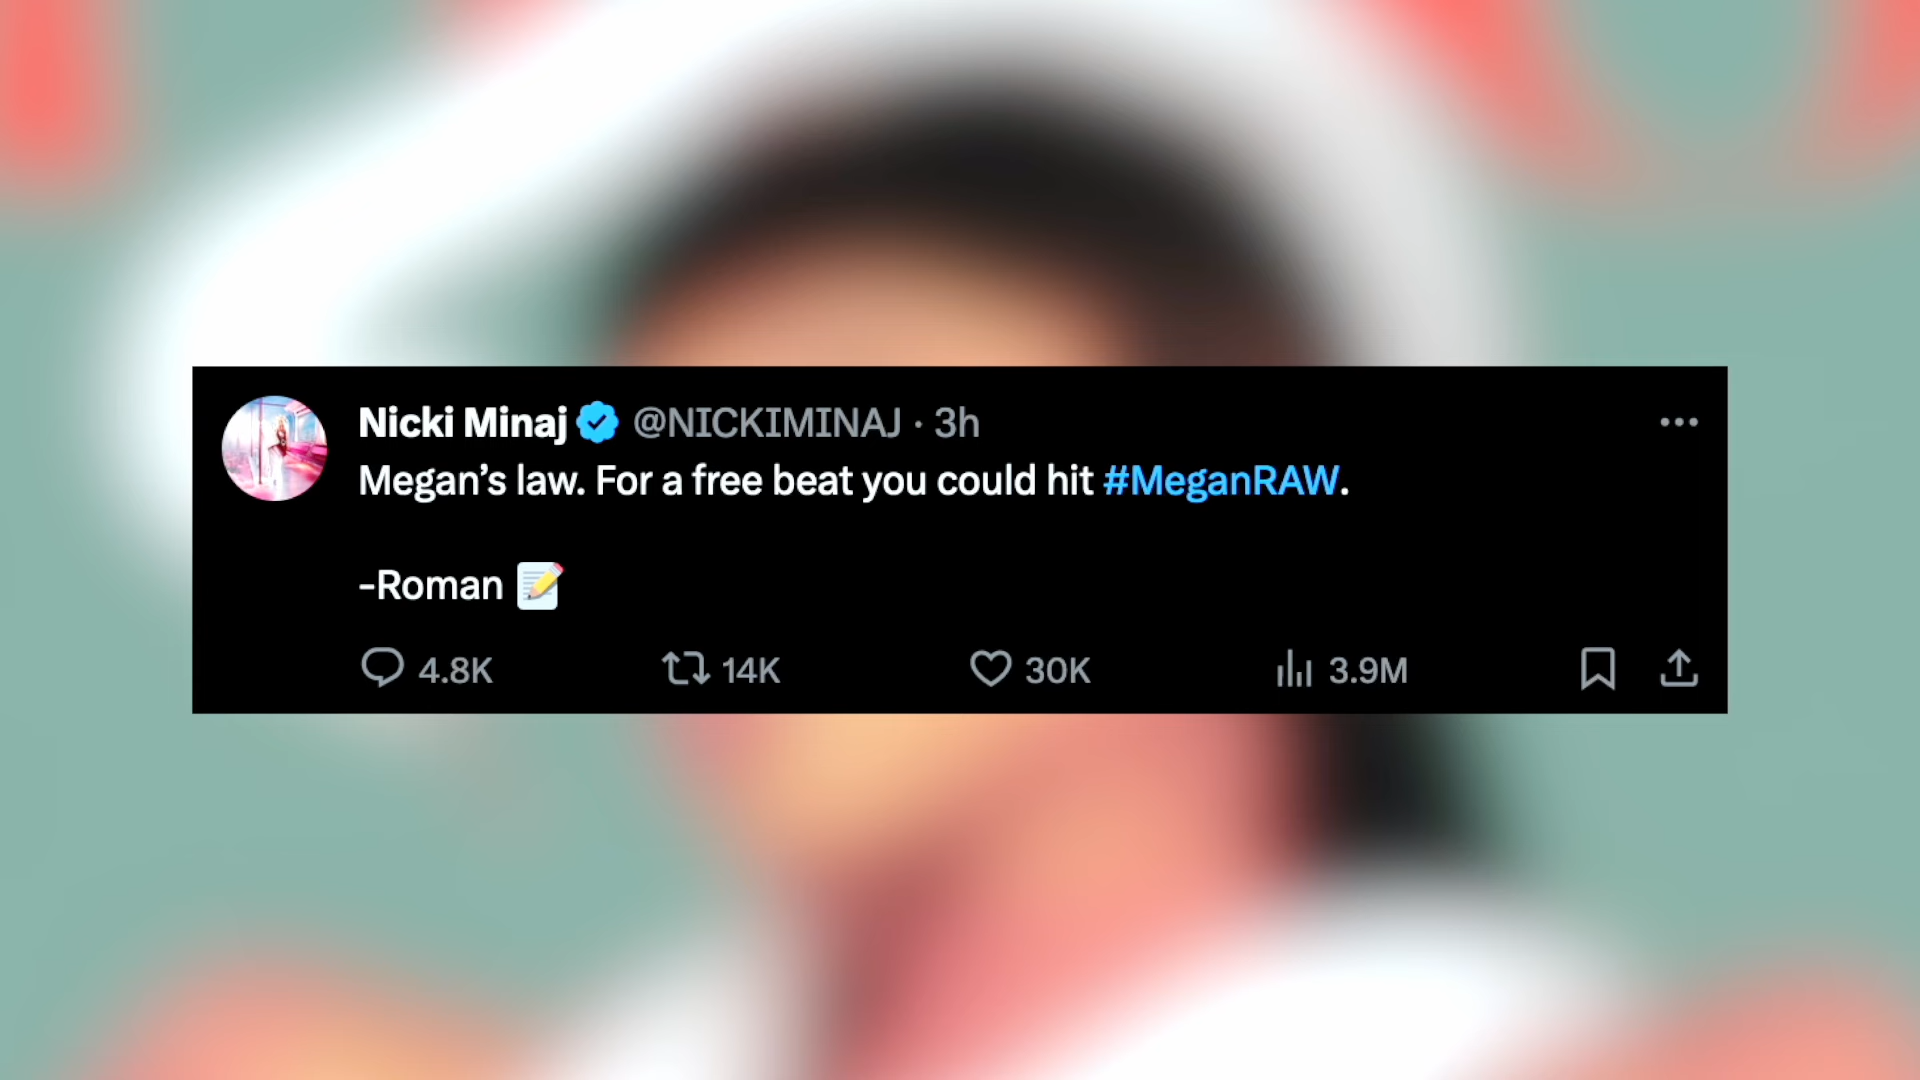 Nicki Minaj @NICKIMINAJ · 3h
Megan’s law. For a free beat you could hit #MeganRAW.
-Roman 📝
4.8K 14K 30K 3.9M